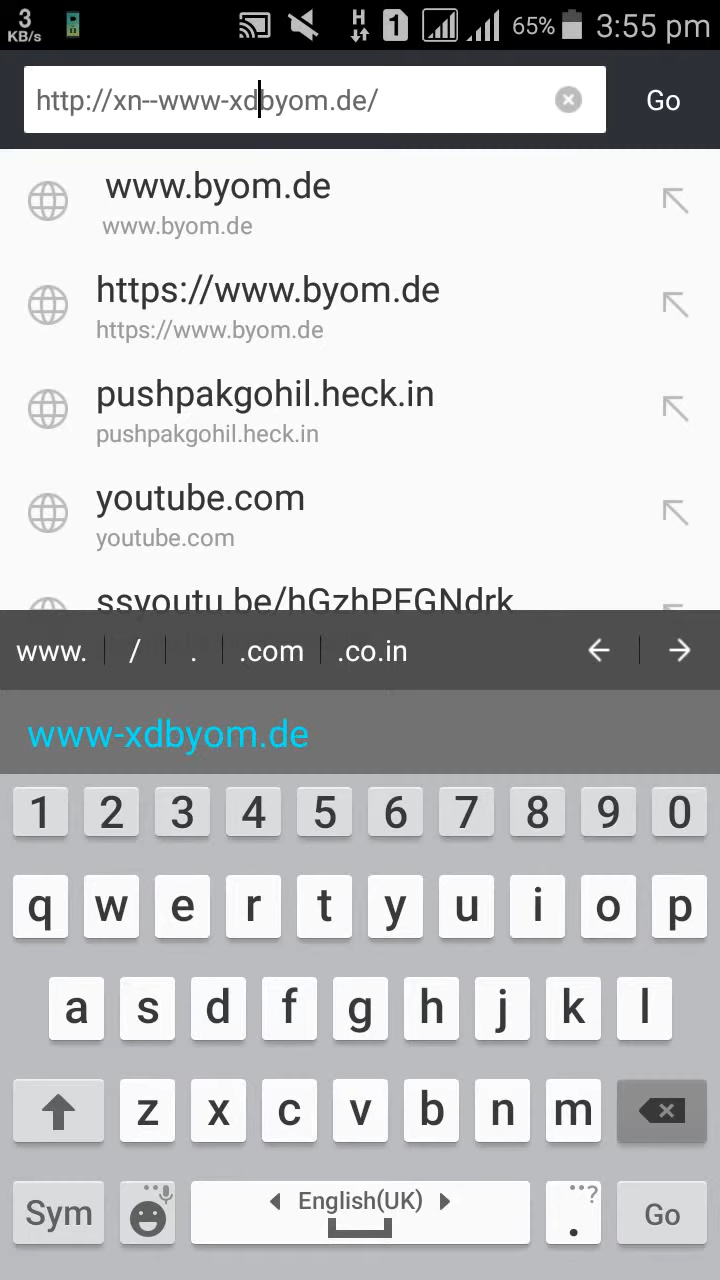 3 KB/s H 1 65% 3:55 pm
http://xn--www-xdbyom.de/ Go
www.byom.de
www.byom.de
https://www.byom.de
https://www.byom.de
pushpakgohil.heck.in
pushpakgohil.heck.in
youtube.com
youtube.com
ssyoutu.be/hGzhPFGNdrk
www. / . .com .co.in
www-xdbyom.de
1 2 3 4 5 6 7 8 9 0
q w e r t y u i o p
a s d f g h j k l
z x c v b n m
Sym English(UK) . ? Go